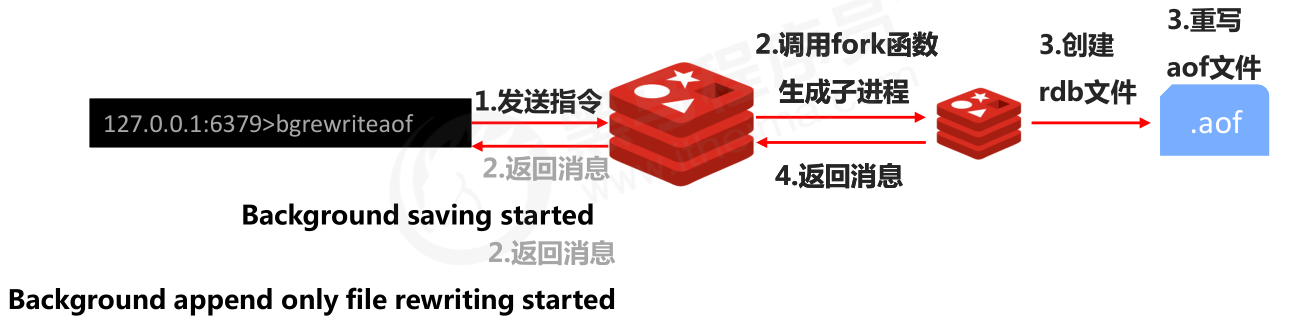 127.0.0.1:6379>bgrewriteaof
1.发送指令
2.返回消息
Background saving started
2.返回消息
Background append only file rewriting started
2.调用fork函数
生成子进程
4.返回消息
3.创建
rdb文件
3.重写
aof文件
.aof